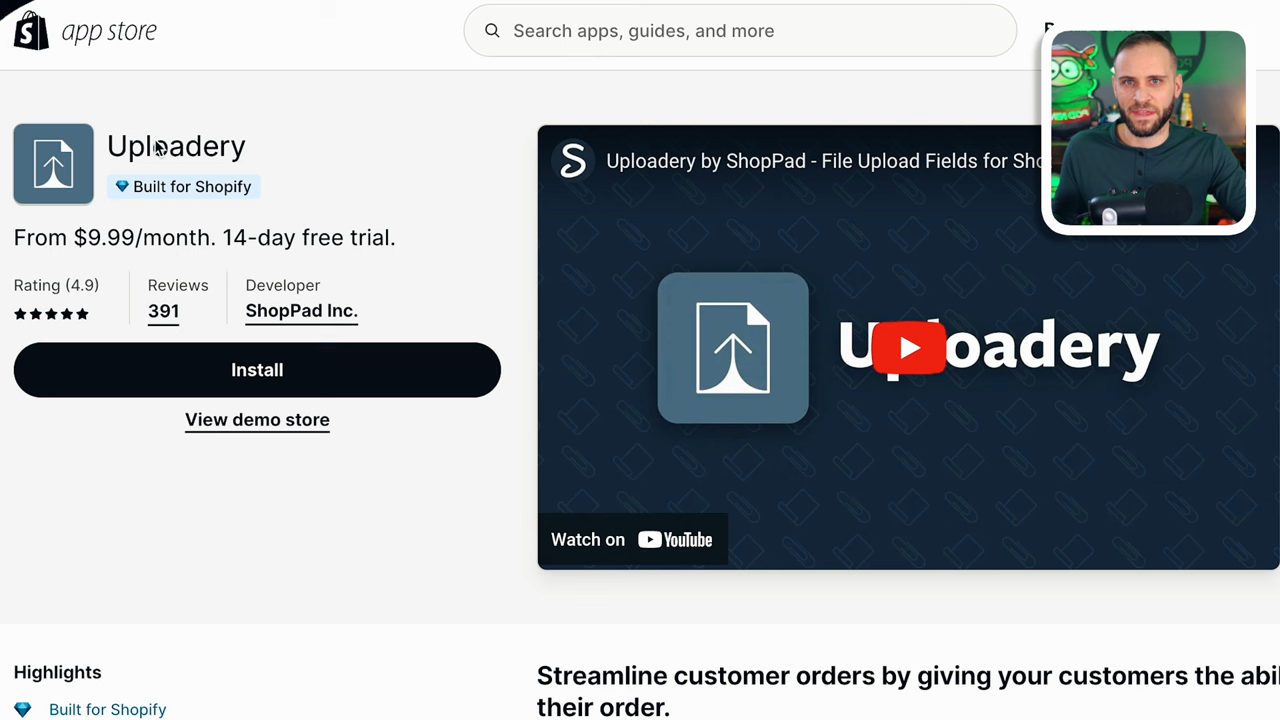 app store
Search apps, guides, and more
Uploadery
Built for Shopify
From $9.99/month. 14-day free trial.
Rating (4.9)
Reviews
391
Developer
ShopPad Inc.
Install
View demo store
Uploadery by ShopPad - File Upload Fields for Sho
Uploadery
Watch on YouTube
Highlights
Built for Shopify
Streamline customer orders by giving your customers the abil
their order.